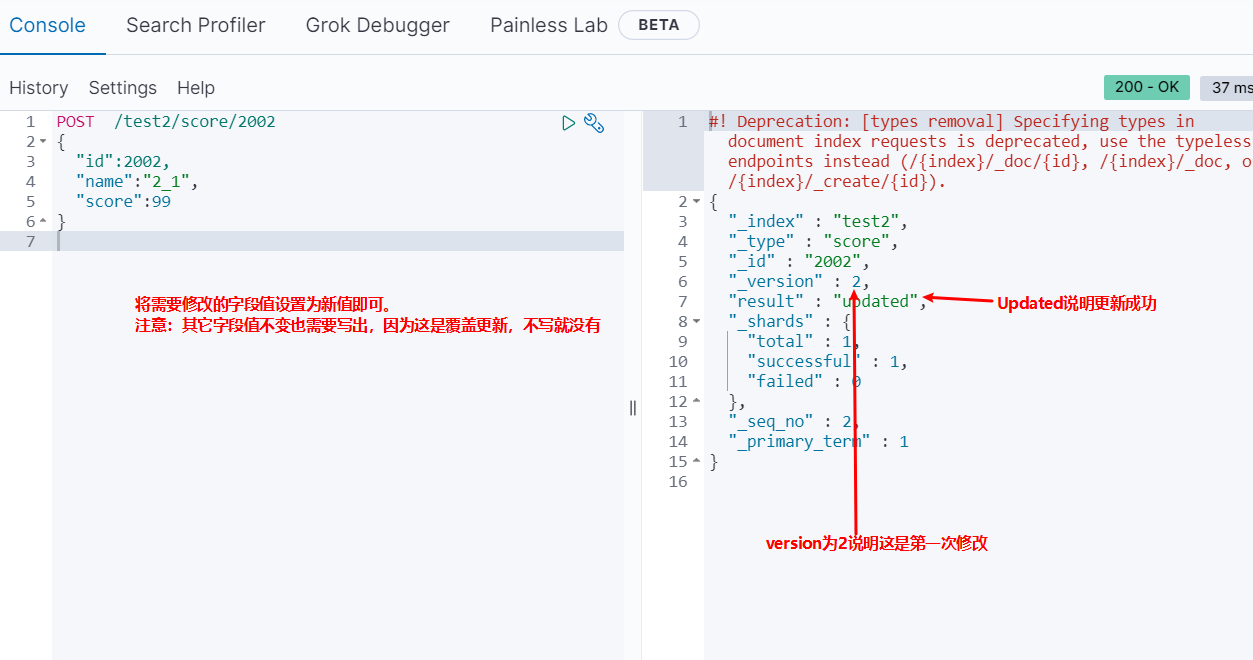 Console Search Profiler Grok Debugger Painless Lab BETA
History Settings Help 200 - OK 37 ms
1 POST /test2/score/2002
2 {
3 "id":2002,
4 "name":"2_1",
5 "score":99
6 }
7
将需要修改的字段值设置为新值即可。
注意：其它字段值不变也需要写出，因为这是覆盖更新，不写就没有
1 #! Deprecation: [types removal] Specifying types in
document index requests is deprecated, use the typeless
endpoints instead (/{index}/_doc/{id}, /{index}/_doc, o
/{index}/_create/{id}).
2 {
3 "_index" : "test2",
4 "_type" : "score",
5 "_id" : "2002",
6 "_version" : 2,
7 "result" : "updated",
Updated说明更新成功
8 "_shards" : {
9 "total" : 1,
10 "successful" : 1,
11 "failed" : 0
12 },
13 "_seq_no" : 2,
14 "_primary_term" : 1
15 }
16
version为2说明这是第一次修改